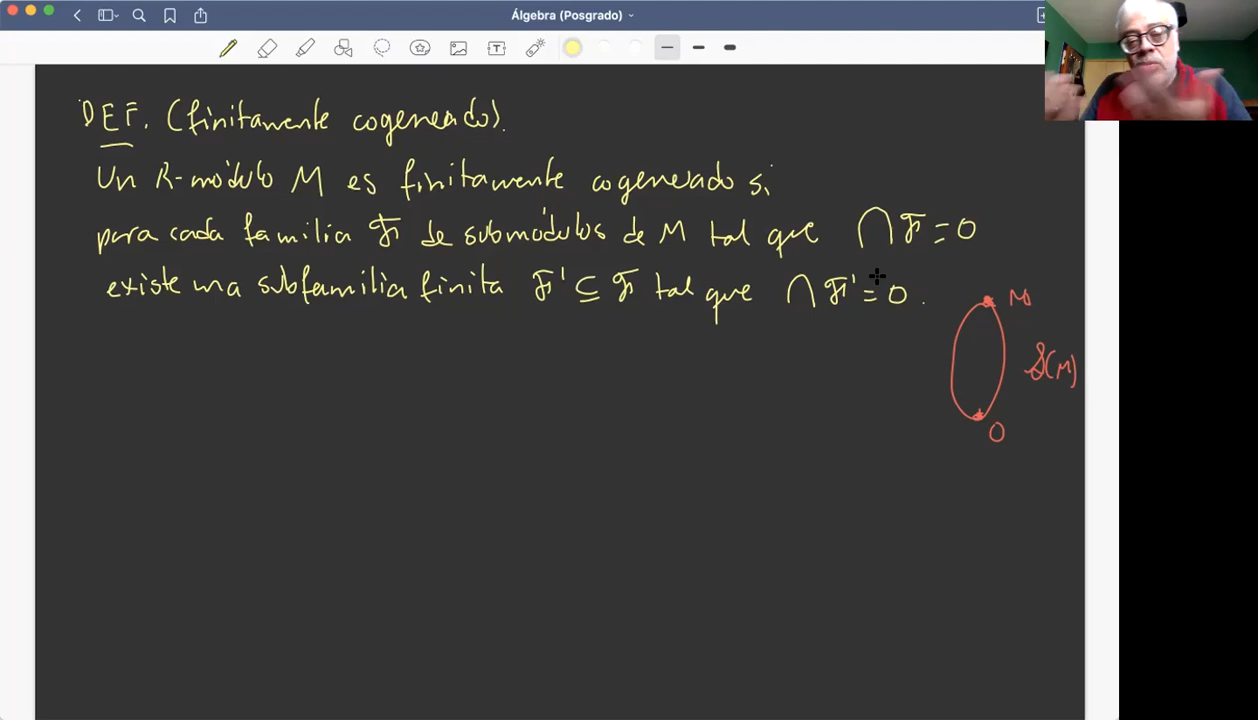 Álgebra (Posgrado)
DEF. (finitamente cogeneado).
Un R-módulo M es finitamente cogenerado si
para cada familia ℱ de submódulos de M tal que ⋂ℱ = 0
existe una subfamilia finita ℱ' ⊆ ℱ tal que ⋂ℱ' = 0.
M
𝒮(M)
0